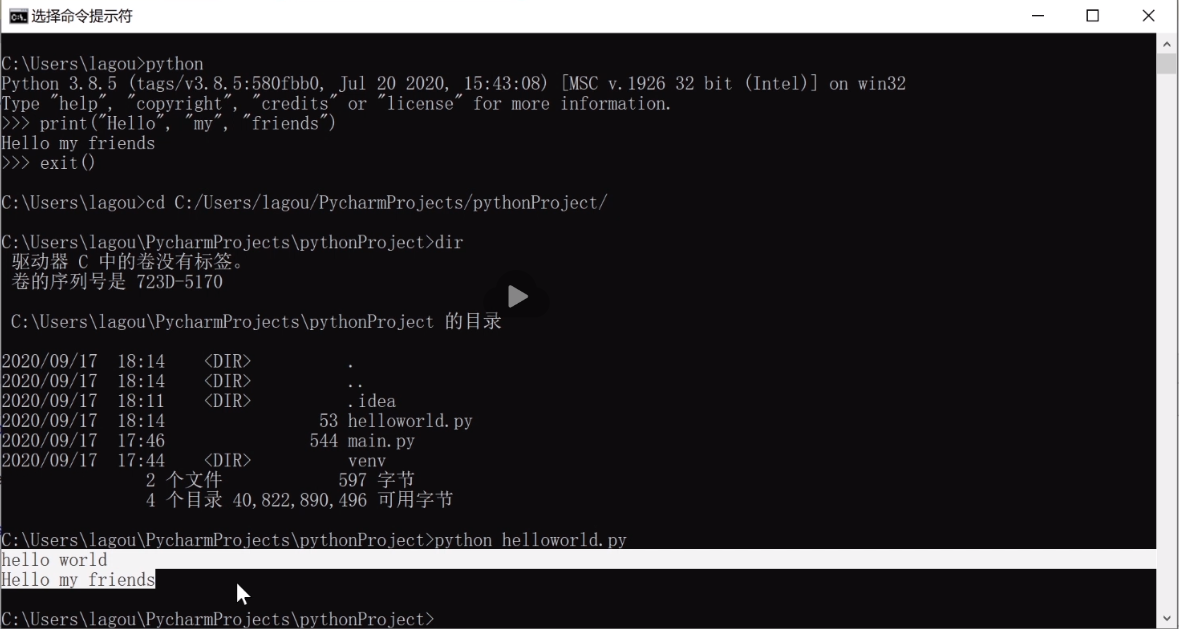 选择命令提示符
C:\Users\lagou>python
Python 3.8.5 (tags/v3.8.5:580fbb0, Jul 20 2020, 15:43:08) [MSC v.1926 32 bit (Intel)] on win32
Type "help", "copyright", "credits" or "license" for more information.
>>> print("Hello", "my", "friends")
Hello my friends
>>> exit()
C:\Users\lagou>cd C:/Users/lagou/PycharmProjects/pythonProject/
C:\Users\lagou\PycharmProjects\pythonProject>dir
驱动器 C 中的卷没有标签。
卷的序列号是 723D-5170
C:\Users\lagou\PycharmProjects\pythonProject 的目录
2020/09/17  18:14    <DIR>          .
2020/09/17  18:14    <DIR>          ..
2020/09/17  18:11    <DIR>          .idea
2020/09/17  18:14                53 helloworld.py
2020/09/17  17:46               544 main.py
2020/09/17  17:44    <DIR>          venv
2 个文件            597 字节
4 个目录 40,822,890,496 可用字节
C:\Users\lagou\PycharmProjects\pythonProject>python helloworld.py
hello world
Hello my friends
C:\Users\lagou\PycharmProjects\pythonProject>